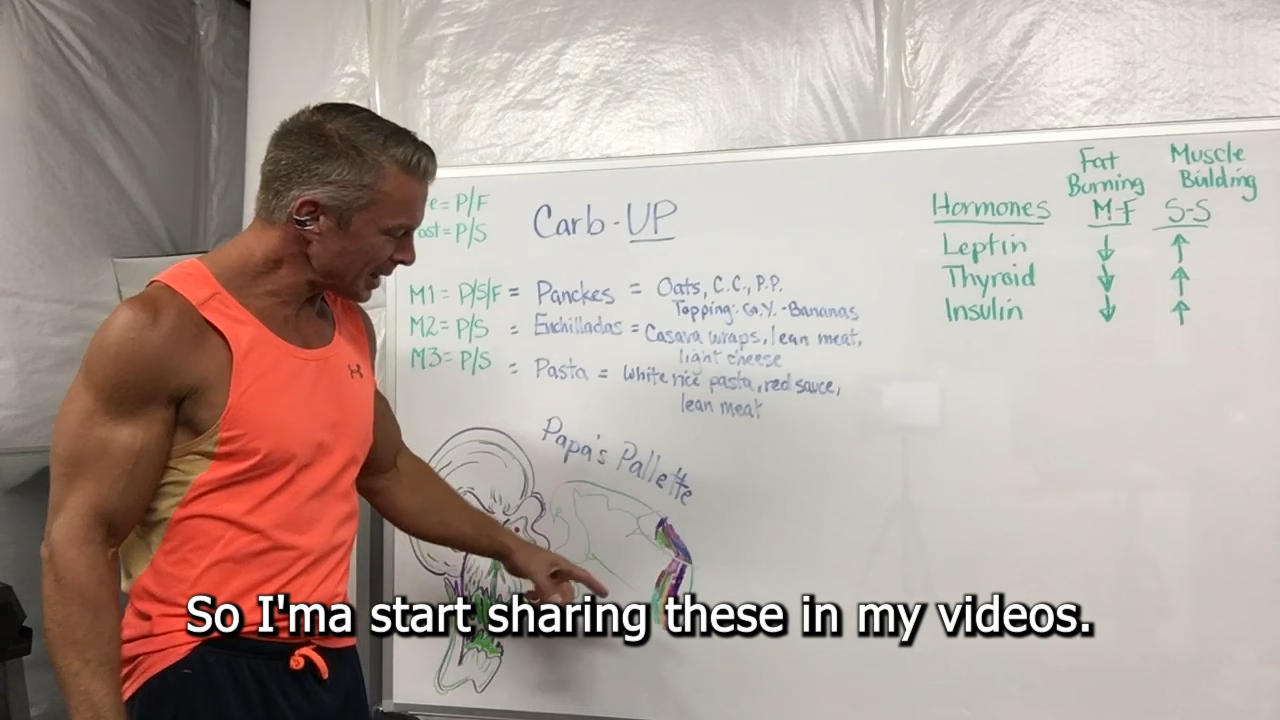 = P/F
= P/S
Carb-UP
M1 = P/S/F = Panckes = Oats, C.C., P.P.
Topping: G.Y. -Bananas
M2 = P/S = Enchilladas = Casava wraps, lean meat,
light cheese
M3 = P/S = Pasta = White rice pasta, red sauce,
lean meat
Papa's Pallette
Fat Burning
Muscle Building
Hormones M-F S-S
Leptin ↓ ↑
Thyroid ↓ ↑
Insulin ↓ ↑
So I'ma start sharing these in my videos.